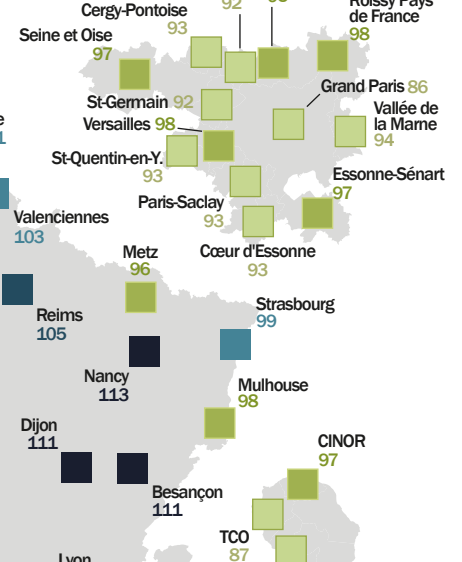 Cergy-Pontoise
93
92
Roissy Pays
de France
98
Seine et Oise
97
Grand Paris 86
St-Germain 92
Vallée de
la Marne
94
Versailles 98
St-Quentin-en-Y.
93
Essonne-Sénart
97
Paris-Saclay
93
Valenciennes
103
Cœur d'Essonne
93
Metz
96
Strasbourg
99
Reims
105
Nancy
113
Mulhouse
98
Dijon
111
CINOR
97
Besançon
111
TCO
87
Lyon